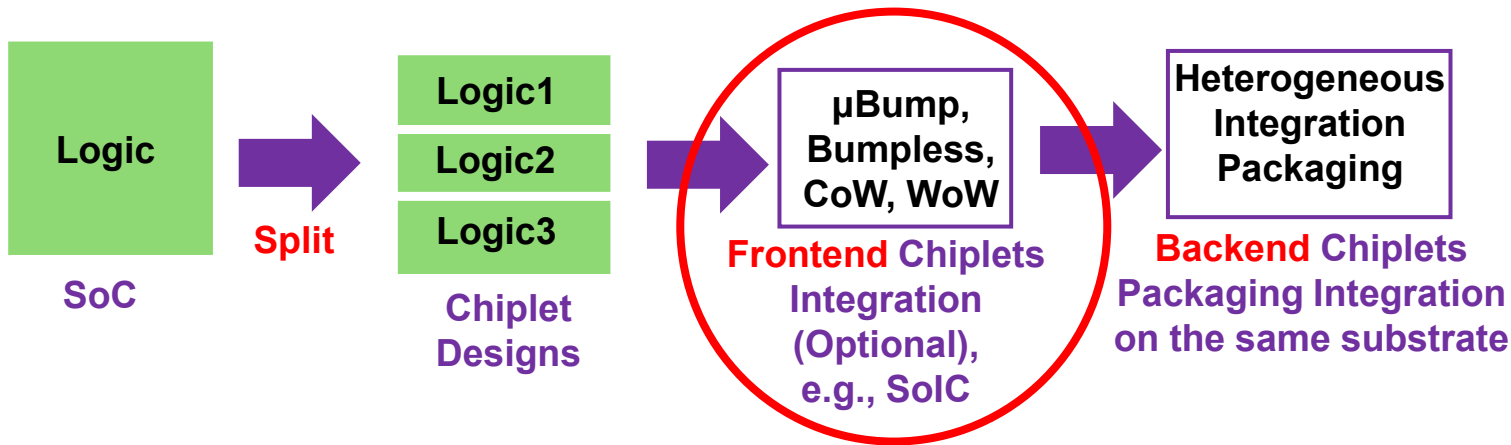 Logic
SoC
Split
Logic1
Logic2
Logic3
Chiplet
Designs
µBump,
Bumpless,
CoW, WoW
Frontend Chiplets
Integration
(Optional),
e.g., SoIC
Heterogeneous
Integration
Packaging
Backend Chiplets
Packaging Integration
on the same substrate